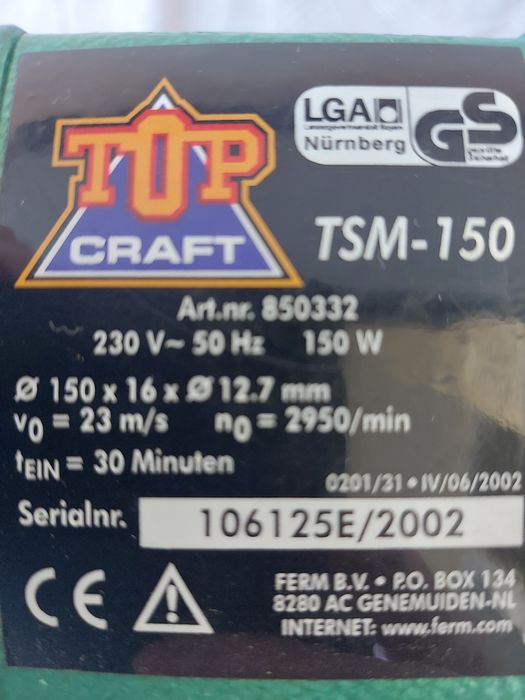 TOP
CRAFT
LGA
Nürnberg
GS
geprüfte
Sicherheit
TSM-150
Art.nr. 850332
230 V~ 50 Hz 150 W
Ø 150 x 16 x Ø 12.7 mm
v0 = 23 m/s n0 = 2950/min
tEIN = 30 Minuten
0201/31 • IV/06/2002
Serialnr. 106125E/2002
CE
FERM B.V. • P.O. BOX 134
8280 AC GENEMUIDEN-NL
INTERNET: www.ferm.com